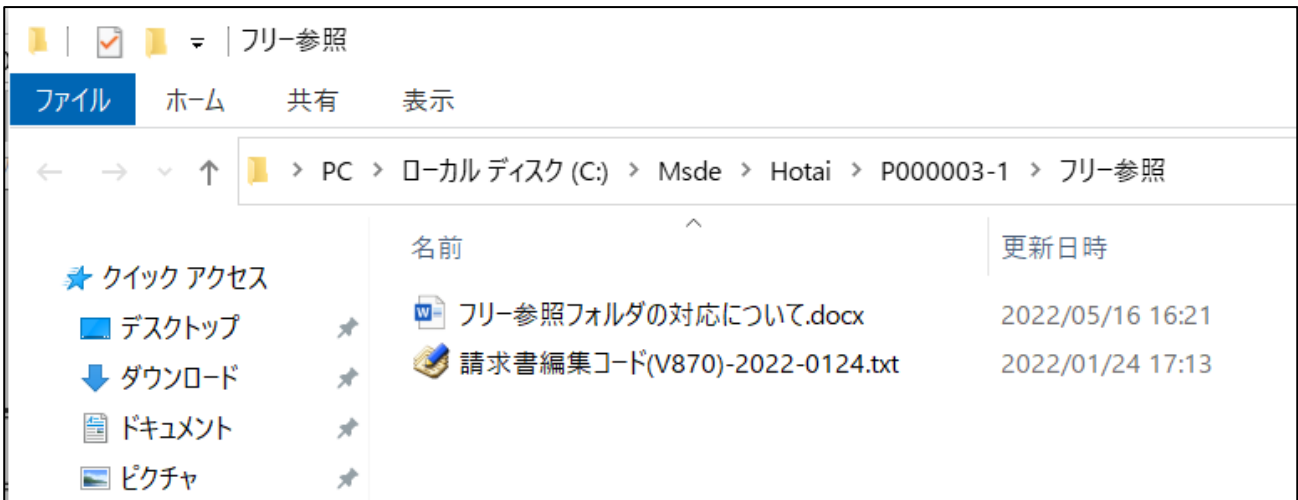 フリー参照
ファイル ホーム 共有 表示
PC > ローカル ディスク (C:) > Msde > Hotai > P000003-1 > フリー参照
名前 更新日時
クイック アクセス
フリー参照フォルダの対応について.docx 2022/05/16 16:21
デスクトップ
請求書編集コード(V870)-2022-0124.txt 2022/01/24 17:13
ダウンロード
ドキュメント
ピクチャ